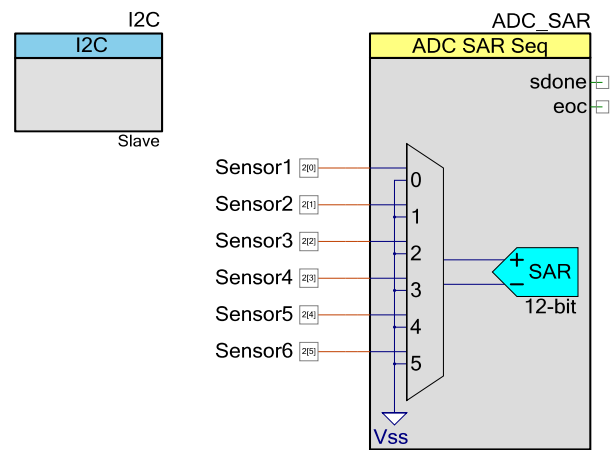 I2C
I2C
Slave
ADC_SAR
ADC SAR Seq
sdone
eoc
Sensor1 2[0]
0
Sensor2 2[1]
1
Sensor3 2[2]
2
Sensor4 2[3]
3
Sensor5 2[4]
4
Sensor6 2[5]
5
+
SAR
−
12-bit
Vss